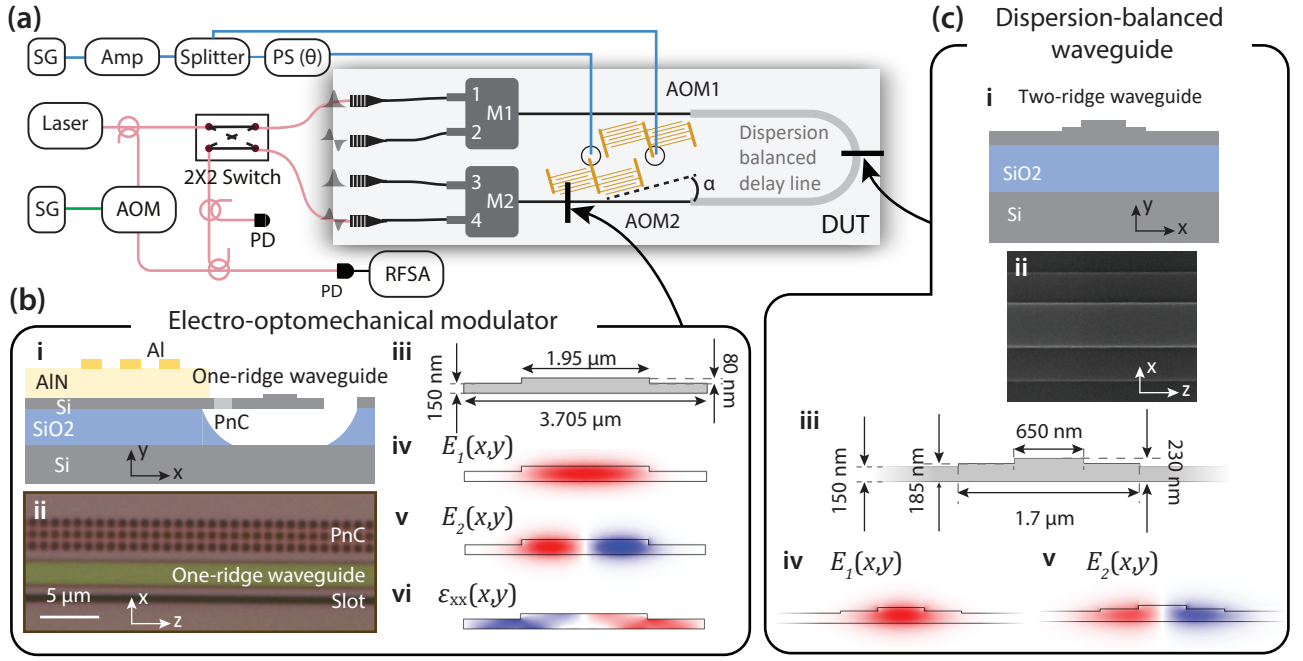 (a)
SG
Amp
Splitter
PS (θ)
Laser
2X2 Switch
SG
AOM
PD
PD
RFSA
1
2
M1
3
4
M2
AOM1
Dispersion
balanced
delay line
α
AOM2
DUT
(b)
Electro-optomechanical modulator
i
Al
AlN
One-ridge waveguide
Si
PnC
SiO2
Si
y
x
ii
PnC
One-ridge waveguide
5 μm
x
z
Slot
iii
1.95 μm
150 nm
80 nm
3.705 μm
iv
E1(x,y)
v
E2(x,y)
vi
εxx(x,y)
(c)
Dispersion-balanced
waveguide
i
Two-ridge waveguide
SiO2
Si
y
x
ii
x
z
iii
650 nm
150 nm
185 nm
230 nm
1.7 μm
iv
E1(x,y)
v
E2(x,y)